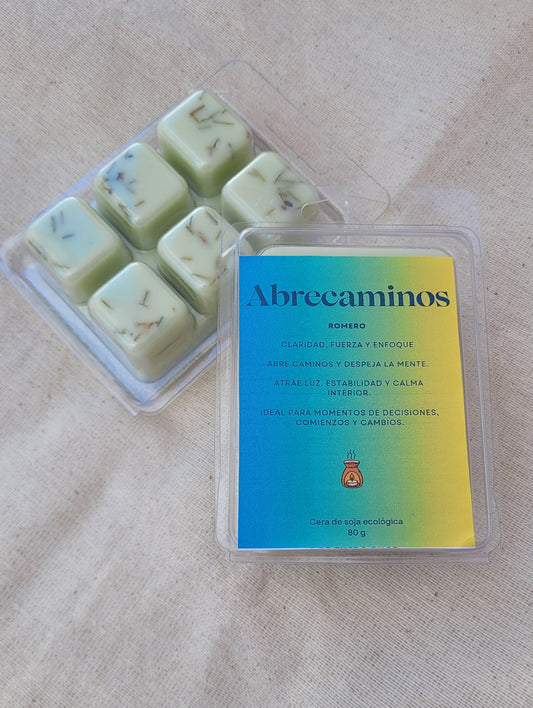 Abrecaminos
ROMERO
CLARIDAD, FUERZA Y ENFOQUE
ABRE CAMINOS Y DESPEJA LA MENTE.
ATRAE LUZ, ESTABILIDAD Y CALMA
INTERIOR.
IDEAL PARA MOMENTOS DE DECISIONES,
COMIENZOS Y CAMBIOS.
Cera de soja ecológica
80 g